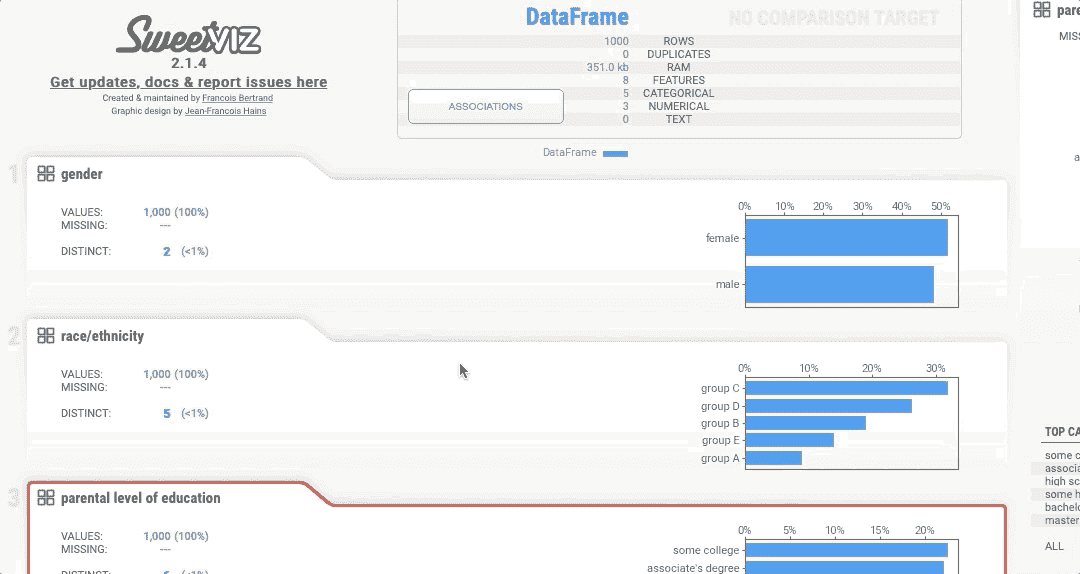 SweetVIZ
2.1.4
Get updates, docs & report issues here
Created & maintained by Francois Bertrand
Graphic design by Jean-Francois Hains
DataFrame
NO COMPARISON TARGET
1000 ROWS
0 DUPLICATES
351.0 kb RAM
8 FEATURES
5 CATEGORICAL
3 NUMERICAL
0 TEXT
ASSOCIATIONS
DataFrame
1
gender
VALUES: 1,000 (100%)
MISSING: ---
DISTINCT: 2 (<1%)
0% 10% 20% 30% 40% 50%
female
male
2
race/ethnicity
VALUES: 1,000 (100%)
MISSING: ---
DISTINCT: 5 (<1%)
0% 10% 20% 30%
group C
group D
group B
group E
group A
3
parental level of education
VALUES: 1,000 (100%)
MISSING: ---
0% 5% 10% 15% 20%
some college
associate's degree
pare
MISS
a
TOP CA
some c
associa
high sc
some h
bachelo
master
ALL